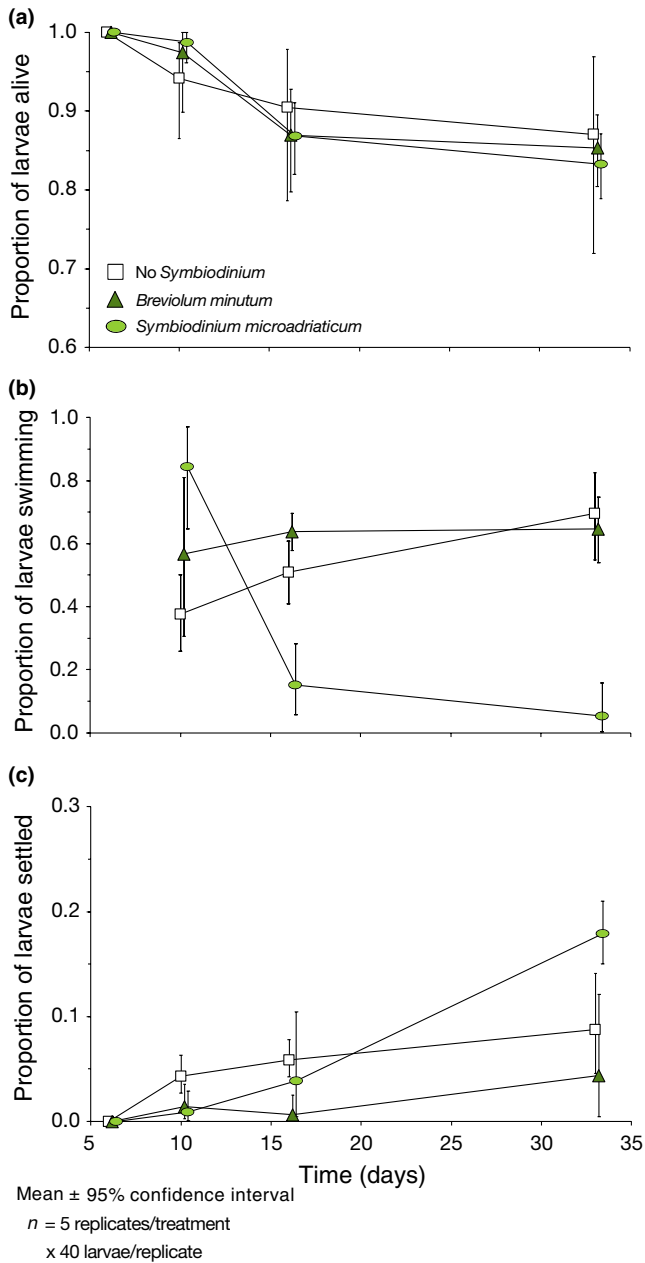 (a)
1.0
0.9
0.8
0.7
0.6
Proportion of larvae alive
No Symbiodinium
Breviolum minutum
Symbiodinium microadriaticum
(b)
1.0
0.8
0.6
0.4
0.2
0.0
Proportion of larvae swimming
(c)
0.3
0.2
0.1
0.0
Proportion of larvae settled
5 10 15 20 25 30 35
Time (days)
Mean ± 95% confidence interval
n = 5 replicates/treatment
x 40 larvae/replicate